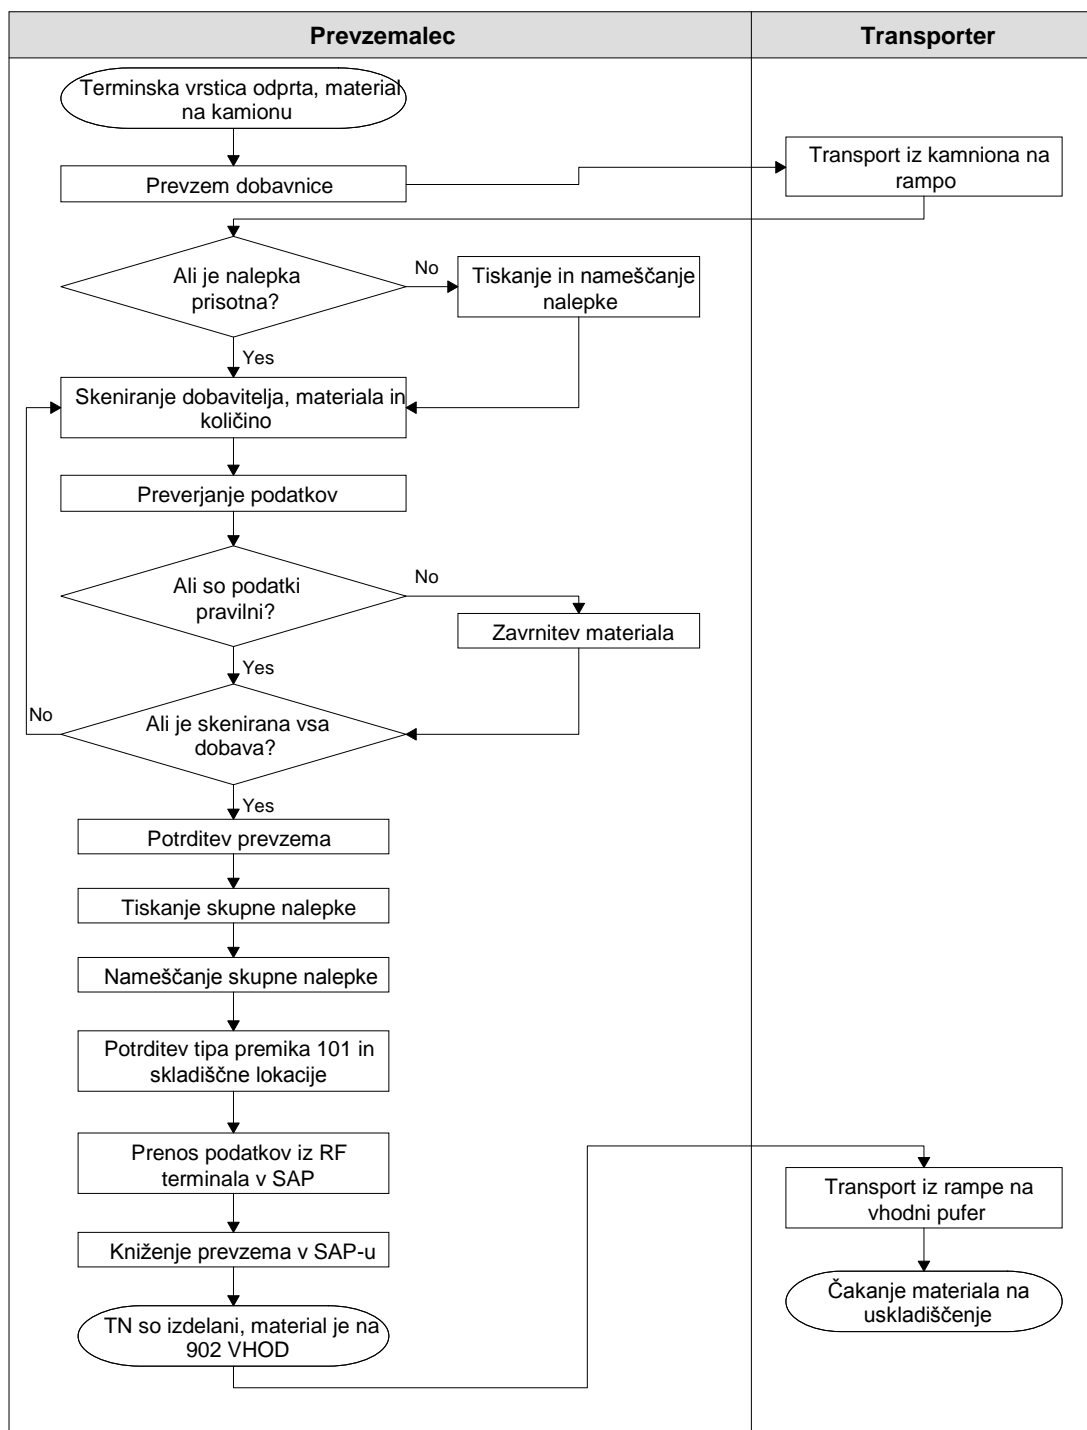 Prevzemalec
Transporter
Terminska vrstica odprta, material
na kamionu
Prevzem dobavnice
Transport iz kamniona na
rampo
Ali je nalepka
prisotna?
No
Tiskanje in nameščanje
nalepke
Yes
Skeniranje dobavitelja, materiala in
količino
Preverjanje podatkov
Ali so podatki
pravilni?
No
Zavrnitev materiala
Yes
Ali je skenirana vsa
dobava?
No
Yes
Potrditev prevzema
Tiskanje skupne nalepke
Nameščanje skupne nalepke
Potrditev tipa premika 101 in
skladiščne lokacije
Prenos podatkov iz RF
terminala v SAP
Transport iz rampe na
vhodni pufer
Kniženje prevzema v SAP-u
Čakanje materiala na
uskladiščenje
TN so izdelani, material je na
902 VHOD